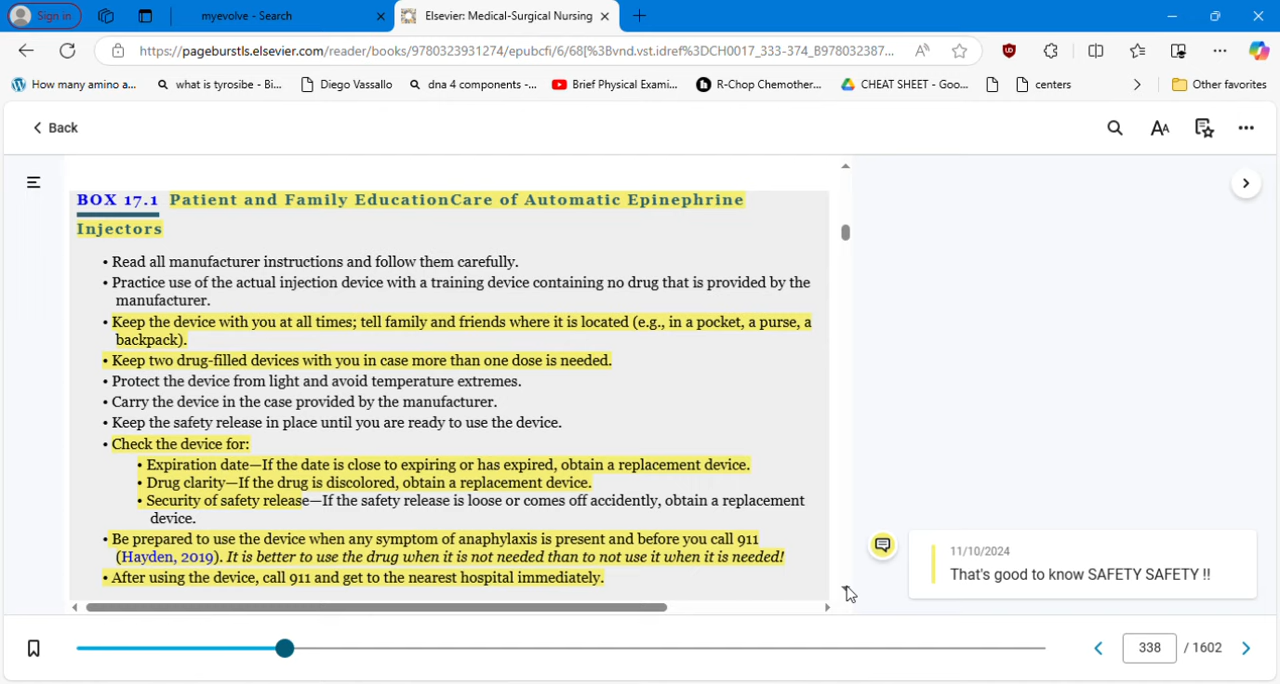 Sign in
myevolve - Search
Elsevier: Medical-Surgical Nursing
https://pageburstls.elsevier.com/reader/books/9780323931274/epubcfi/6/68[%3Bvnd.vst.idref%3DCH0017_333-374_B978032387...
How many amino a...
what is tyrosibe - Bi...
Diego Vassallo
dna 4 components -...
Brief Physical Exami...
R-Chop Chemother...
CHEAT SHEET - Goo...
centers
Other favorites
Back
BOX 17.1 Patient and Family EducationCare of Automatic Epinephrine
Injectors
• Read all manufacturer instructions and follow them carefully.
• Practice use of the actual injection device with a training device containing no drug that is provided by the
manufacturer.
• Keep the device with you at all times; tell family and friends where it is located (e.g., in a pocket, a purse, a
backpack).
• Keep two drug-filled devices with you in case more than one dose is needed.
• Protect the device from light and avoid temperature extremes.
• Carry the device in the case provided by the manufacturer.
• Keep the safety release in place until you are ready to use the device.
• Check the device for:
• Expiration date—If the date is close to expiring or has expired, obtain a replacement device.
• Drug clarity—If the drug is discolored, obtain a replacement device.
• Security of safety release—If the safety release is loose or comes off accidently, obtain a replacement
device.
• Be prepared to use the device when any symptom of anaphylaxis is present and before you call 911
(Hayden, 2019). It is better to use the drug when it is not needed than to not use it when it is needed!
• After using the device, call 911 and get to the nearest hospital immediately.
11/10/2024
That's good to know SAFETY SAFETY !!
338 / 1602